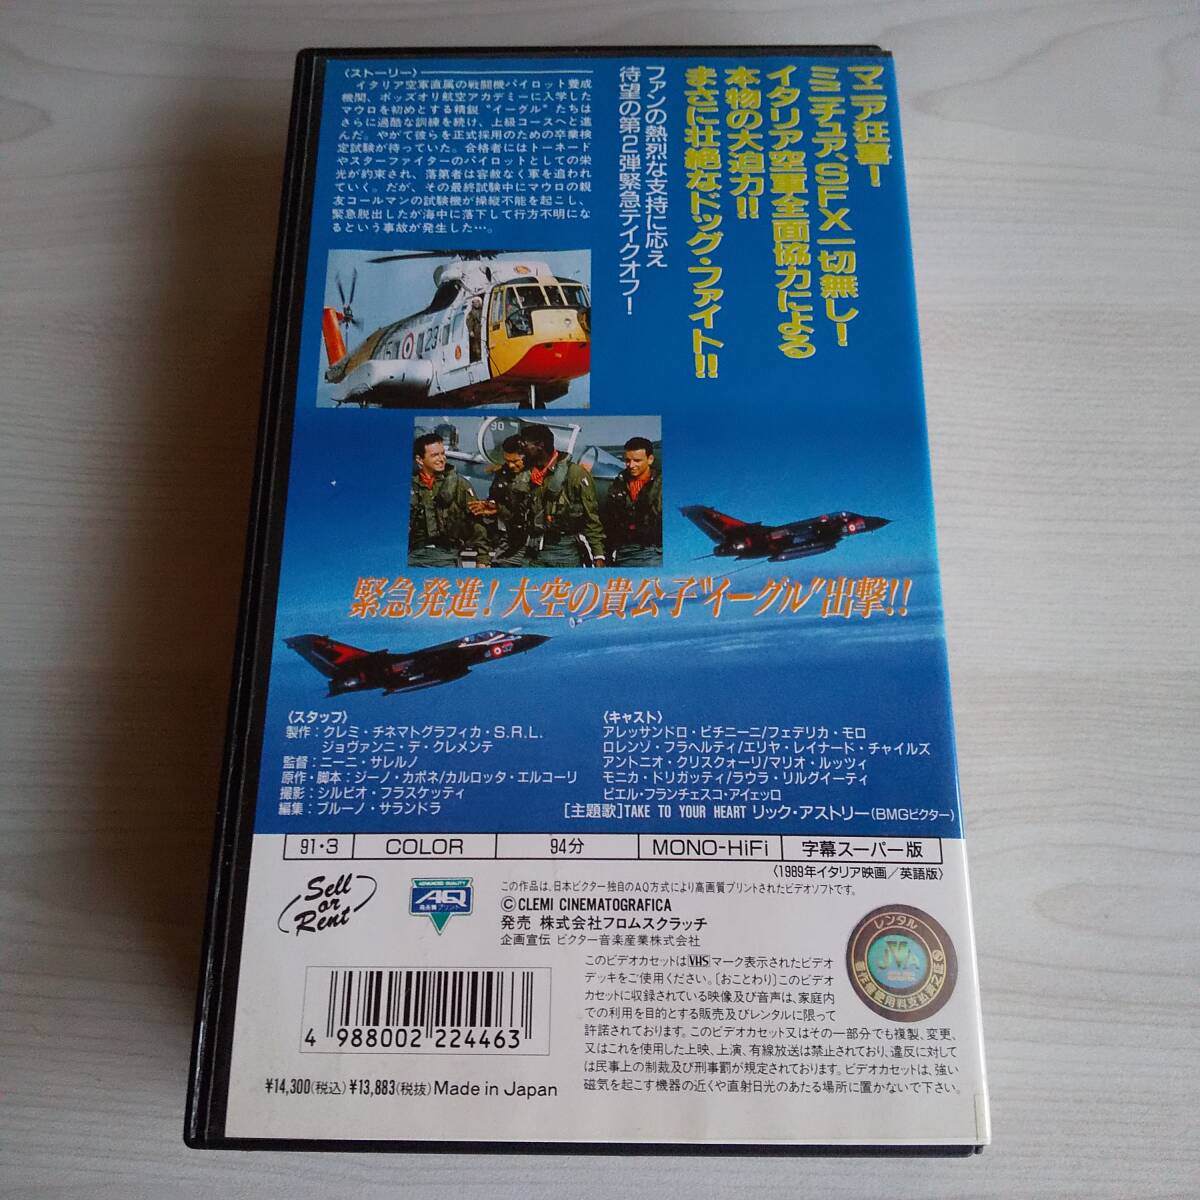 マニア狂喜！
ミニチュア、SFX一切無し！
イタリア空軍全面協力による
本物の大迫力!!
まさに壮絶なドッグ・ファイト!!
ファンの熱烈な支持に応え
待望の第2弾緊急テイクオフ！
〈ストーリー〉
イタリア空軍直属の戦闘機パイロット養成
機関、ポッズオリ航空アカデミーに入学した
マウロを初めとする精鋭“イーグル”たちは
さらに過酷な訓練を続け、上級コースへと進
んだ。やがて彼らを正式採用のための卒業検
定試験が待っていた。合格者にはトーネード
やスターファイターのパイロットとしての栄
光が約束され、落第者は容赦なく軍を追われ
ていく。だが、その最終試験中にマウロの親
友コールマンの試験機が操縦不能を起こし、
緊急脱出したが海中に落下して行方不明にな
るという事故が発生した…。
15
23
90
緊急発進！大空の貴公子“イーグル”出撃!!
〈スタッフ〉
製作：クレミ・チネマトグラフィカ・S.R.L.
ジョヴァンニ・デ・クレメンテ
監督：ニーニ・サレルノ
原作・脚本：ジーノ・カポネ/カルロッタ・エルコーリ
撮影：シルビオ・フラスケッティ
編集：ブルーノ・サランドラ
〈キャスト〉
アレッサンドロ・ピチニーニ/フェデリカ・モロ
ロレンゾ・フラヘルティ/エリヤ・レイナード・チャイルズ
アントニオ・クリスクォーリ/マリオ・ルッツィ
モニカ・ドリガッティ/ラウラ・リルグイーティ
ピエル・フランチェスコ・アイェッロ
［主題歌］TAKE TO YOUR HEART リック・アストリー（BMGビクター）
91・3 COLOR 94分 MONO-HiFi 字幕スーパー版
〈1989年イタリア映画／英語版〉
Sell or Rent
ADVANCED QUALITY
AQ
高画質プリント
この作品は、日本ビクター独自のAQ方式により高画質プリントされたビデオソフトです。
©CLEMI CINEMATOGRAFICA
発売 株式会社フロムスクラッチ
企画宣伝 ビクター音楽産業株式会社
このビデオカセットはVHSマーク表示されたビデオ
デッキをご使用ください。［おことわり］このビデオ
カセットに収録されている映像及び音声は、家庭内
での利用を目的とする販売及びレンタルに限って
許諾されております。このビデオカセット又はその一部分でも複製、変更、
又はこれを使用した上映、上演、有線放送は禁止されており、違反に対して
は民事上の制裁及び刑事罰が規定されております。ビデオカセットは、強い
磁気を起こす機器の近くや直射日光のあたる場所に置かないで下さい。
レンタル
JVA
4 988002 224463
¥14,300（税込）¥13,883（税抜）Made in Japan